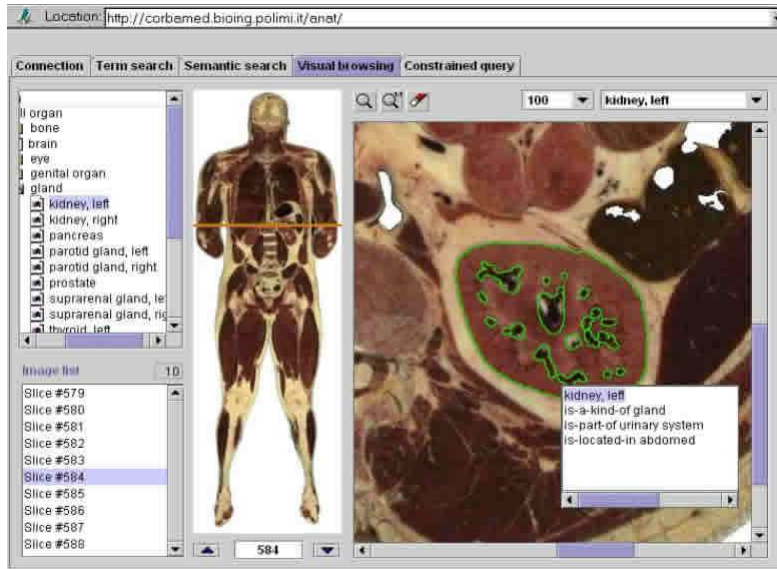 Location: http://corbamed.bioing.polimi.it/anat/
Connection Term search Semantic search Visual browsing Constrained query
100 kidney, left
ll organ
bone
brain
eye
genital organ
gland
kidney, left
kidney, right
pancreas
parotid gland, left
parotid gland, right
prostate
suprarenal gland, le
suprarenal gland, rig
thyroid, left
Image list 10
Slice #579
Slice #580
Slice #581
Slice #582
Slice #583
Slice #584
Slice #585
Slice #586
Slice #587
Slice #588
584
kidney, left
is-a-kind-of gland
is-part-of urinary system
is-located-in abdomed